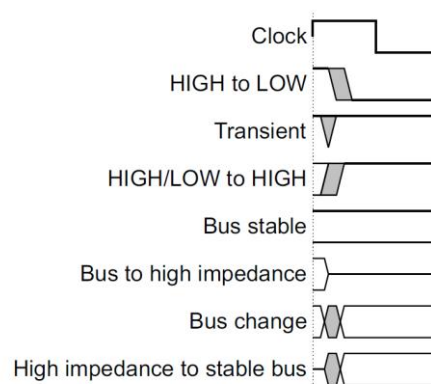 Clock
HIGH to LOW
Transient
HIGH/LOW to HIGH
Bus stable
Bus to high impedance
Bus change
High impedance to stable bus